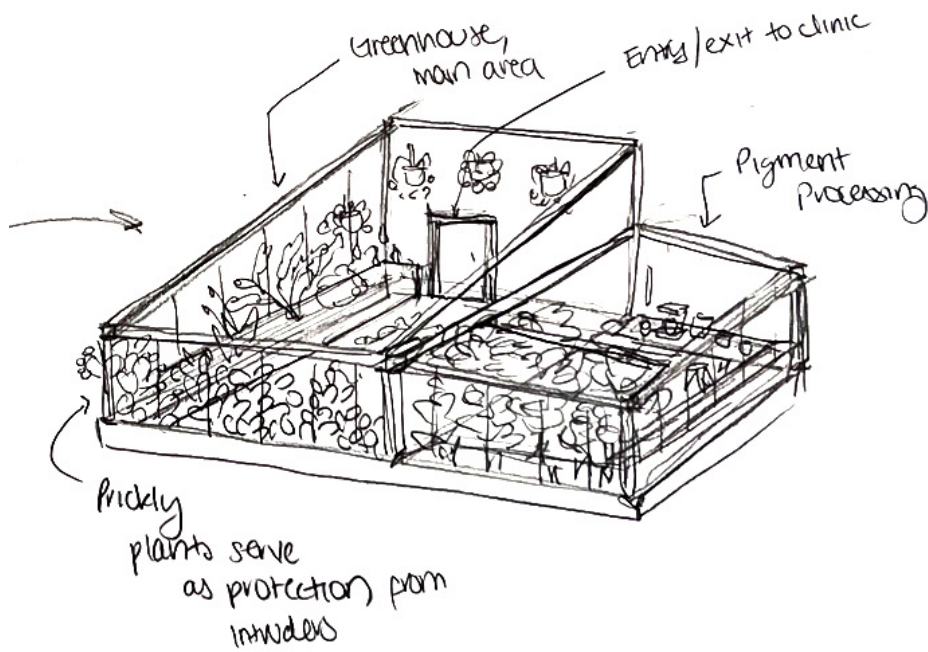 Greenhouse,
main area
Entry/exit to clinic
Pigment
Processing
Prickly
plants serve
as protection from
intruders